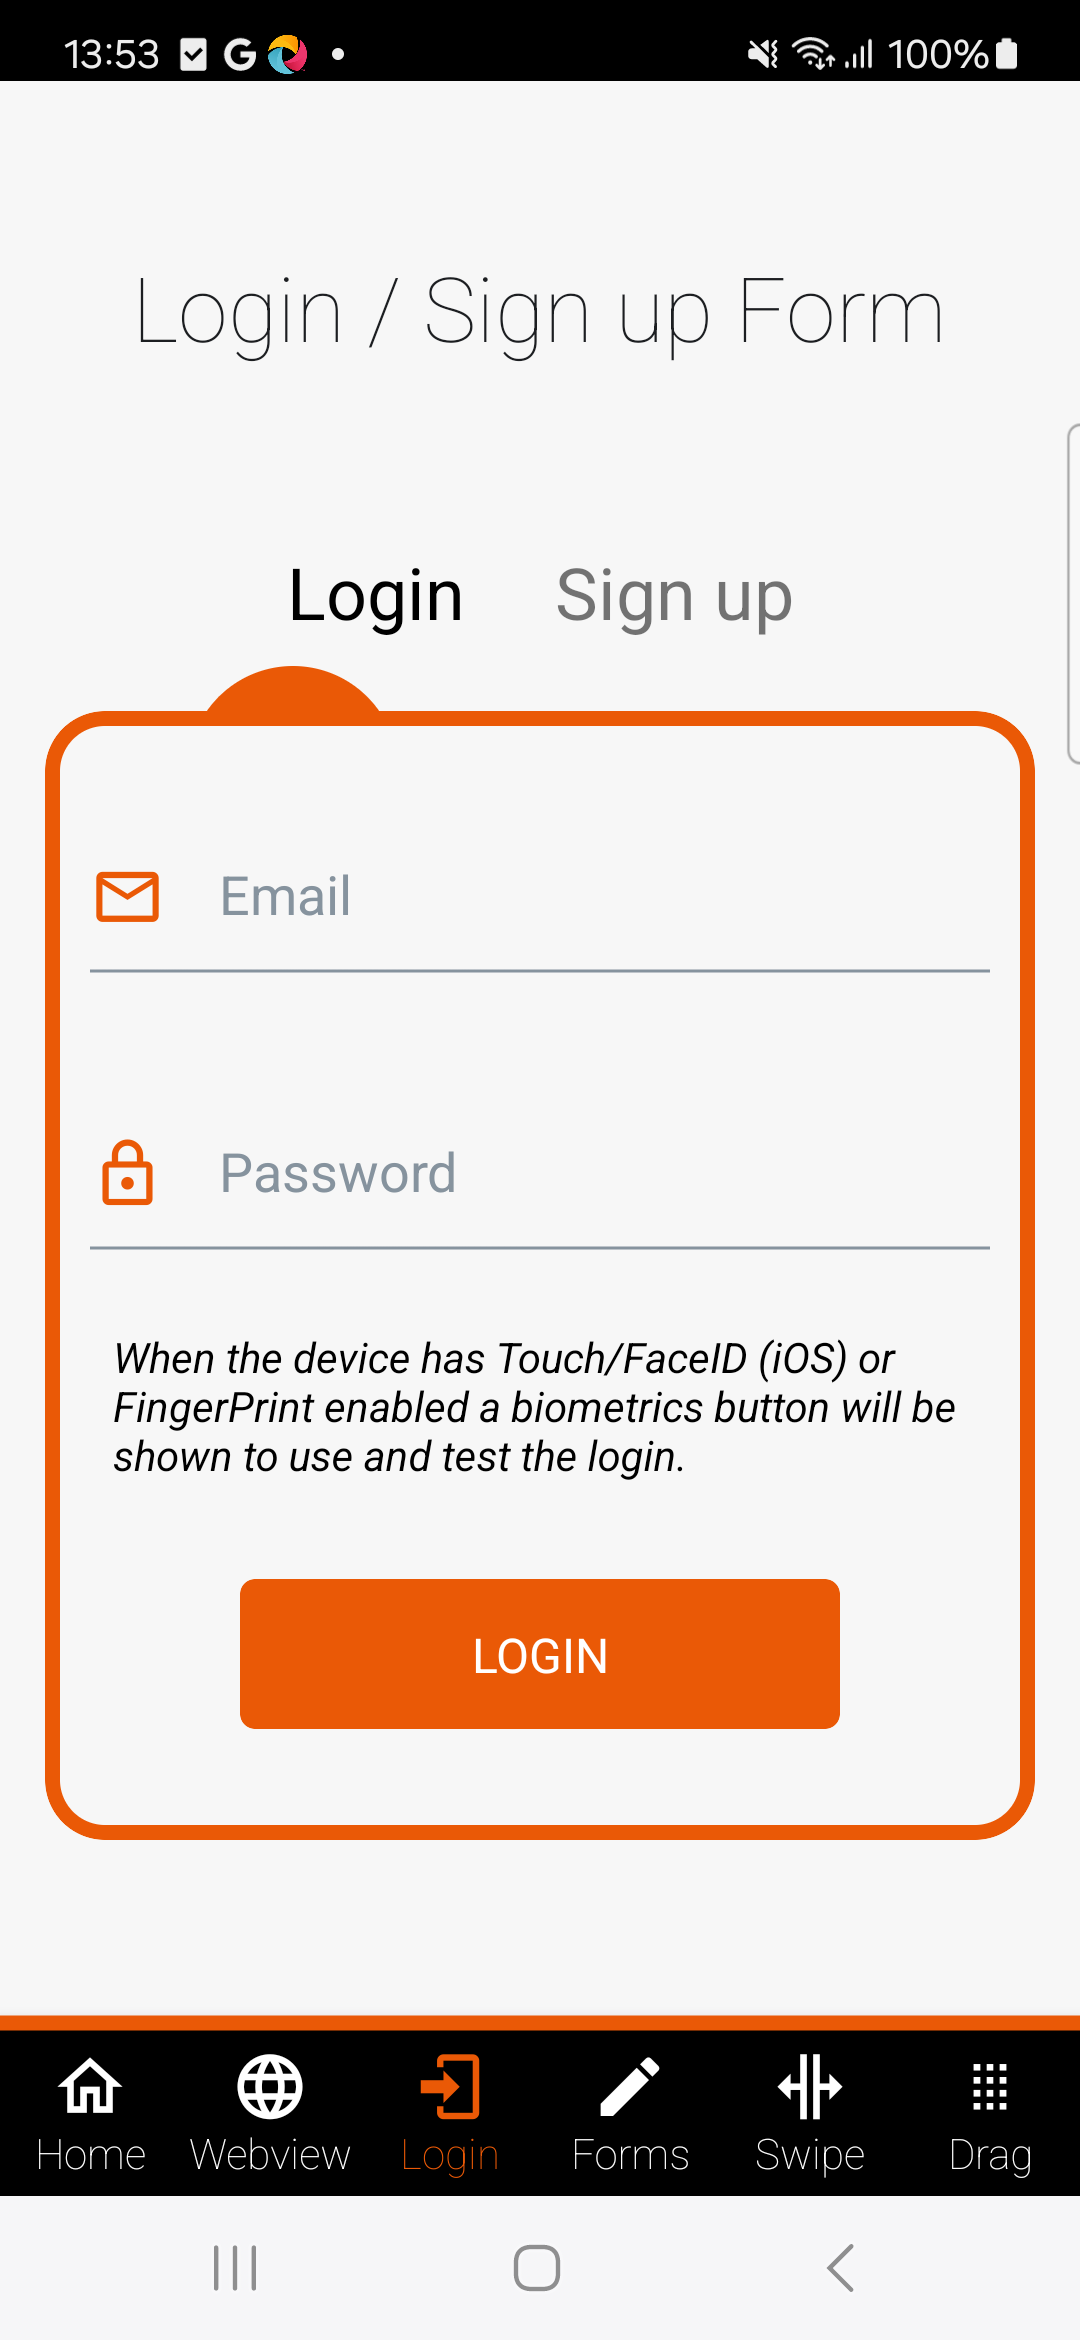 13:53 G 100%
Login / Sign up Form
Login Sign up
Email
Password
When the device has Touch/FaceID (iOS) or
FingerPrint enabled a biometrics button will be
shown to use and test the login.
LOGIN
Home Webview Login Forms Swipe Drag